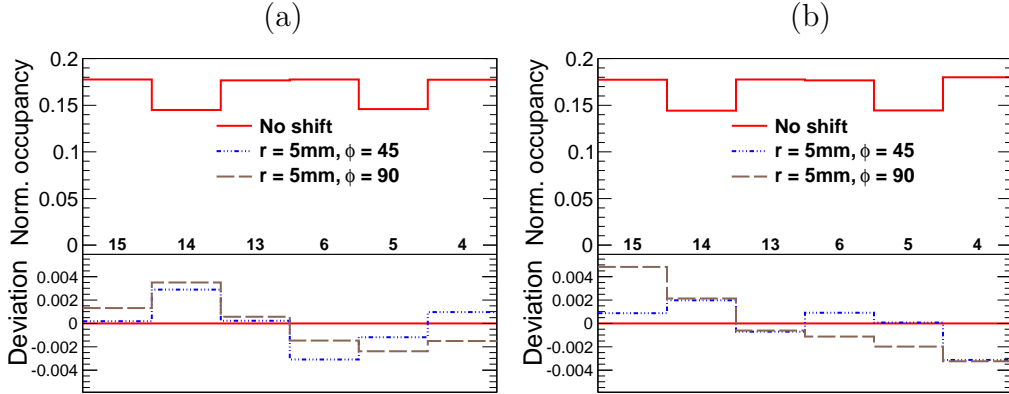 (a)
Norm. occupancy
0.2
0.15
0.1
0.05
0
No shift
r = 5mm, ϕ = 45
r = 5mm, ϕ = 90
15 14 13 6 5 4
Deviation
0.004
0.002
0
-0.002
-0.004
(b)
Norm. occupancy
0.2
0.15
0.1
0.05
0
No shift
r = 5mm, ϕ = 45
r = 5mm, ϕ = 90
15 14 13 6 5 4
Deviation
0.004
0.002
0
-0.002
-0.004